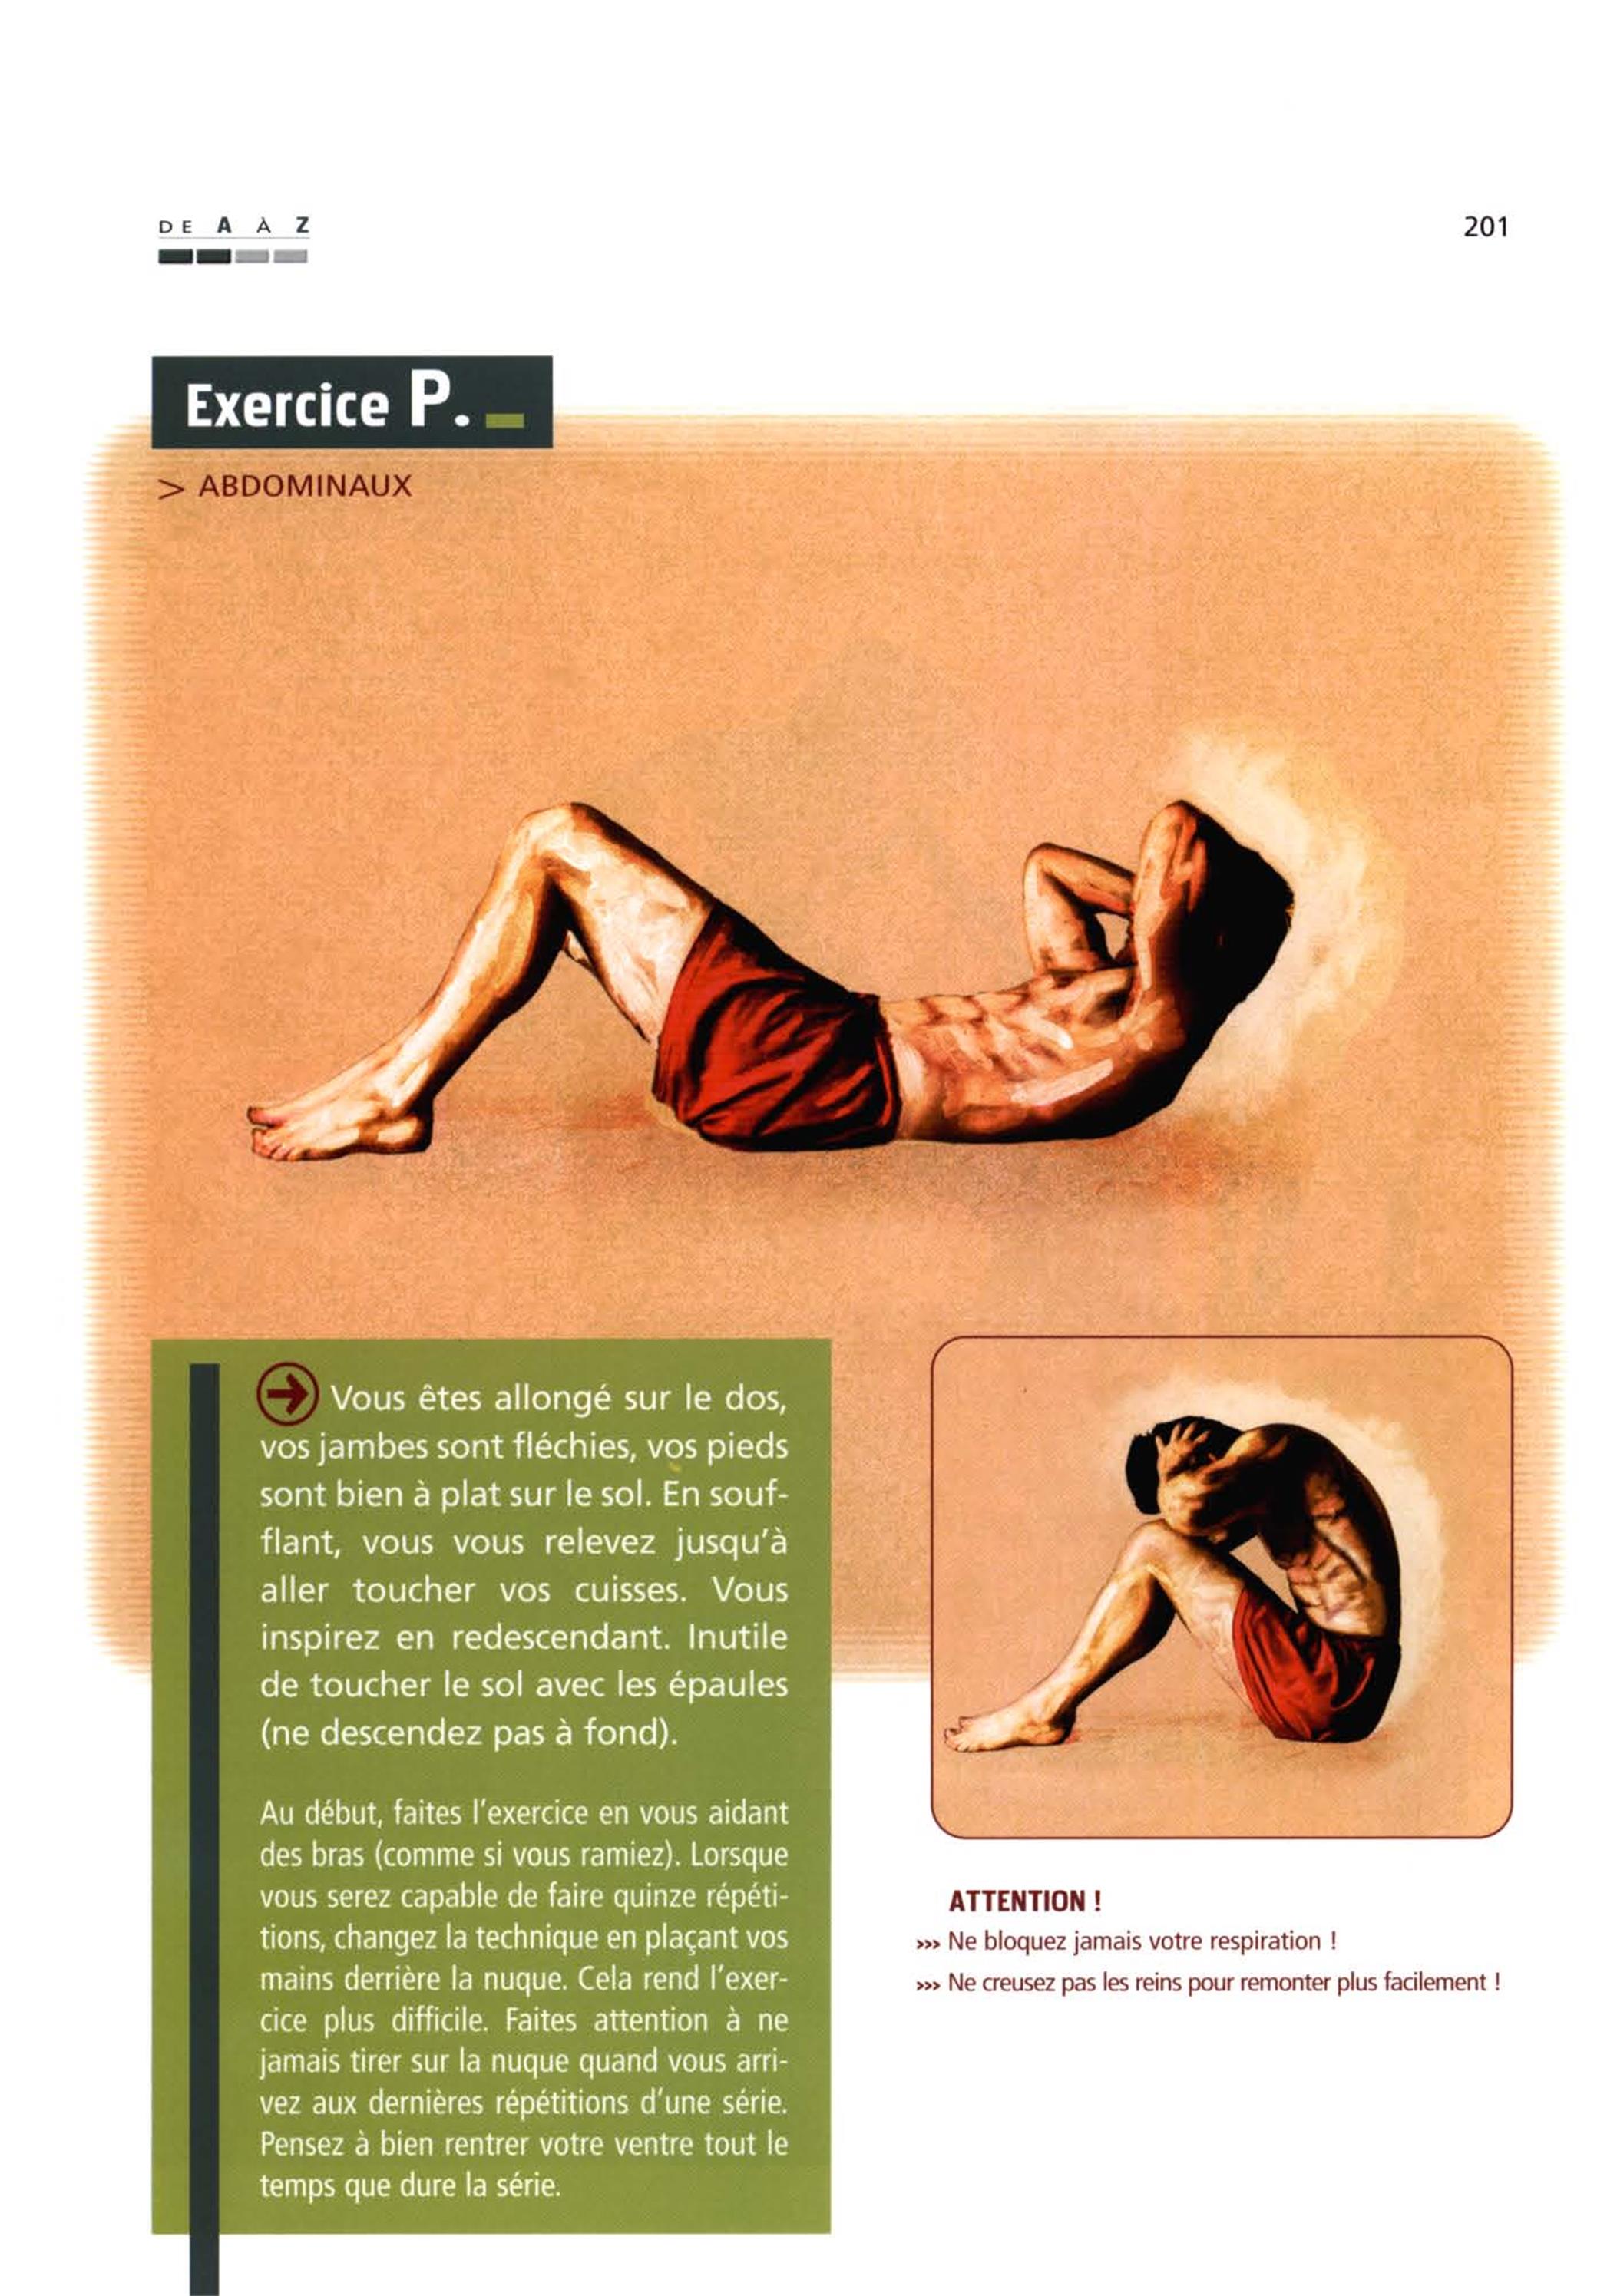 DE A À Z
201
Exercice P.
> ABDOMINAUX
Vous êtes allongé sur le dos,
vos jambes sont fléchies, vos pieds
sont bien à plat sur le sol. En souf-
flant, vous vous relevez jusqu'à
aller toucher vos cuisses. Vous
inspirez en redescendant. Inutile
de toucher le sol avec les épaules
(ne descendez pas à fond).
Au début, faites l'exercice en vous aidant
des bras (comme si vous ramiez). Lorsque
vous serez capable de faire quinze répéti-
tions, changez la technique en plaçant vos
mains derrière la nuque. Cela rend l'exer-
cice plus difficile. Faites attention à ne
jamais tirer sur la nuque quand vous arri-
vez aux dernières répétitions d'une série.
Pensez à bien rentrer votre ventre tout le
temps que dure la série.
ATTENTION !
»» Ne bloquez jamais votre respiration !
»» Ne creusez pas les reins pour remonter plus facilement !